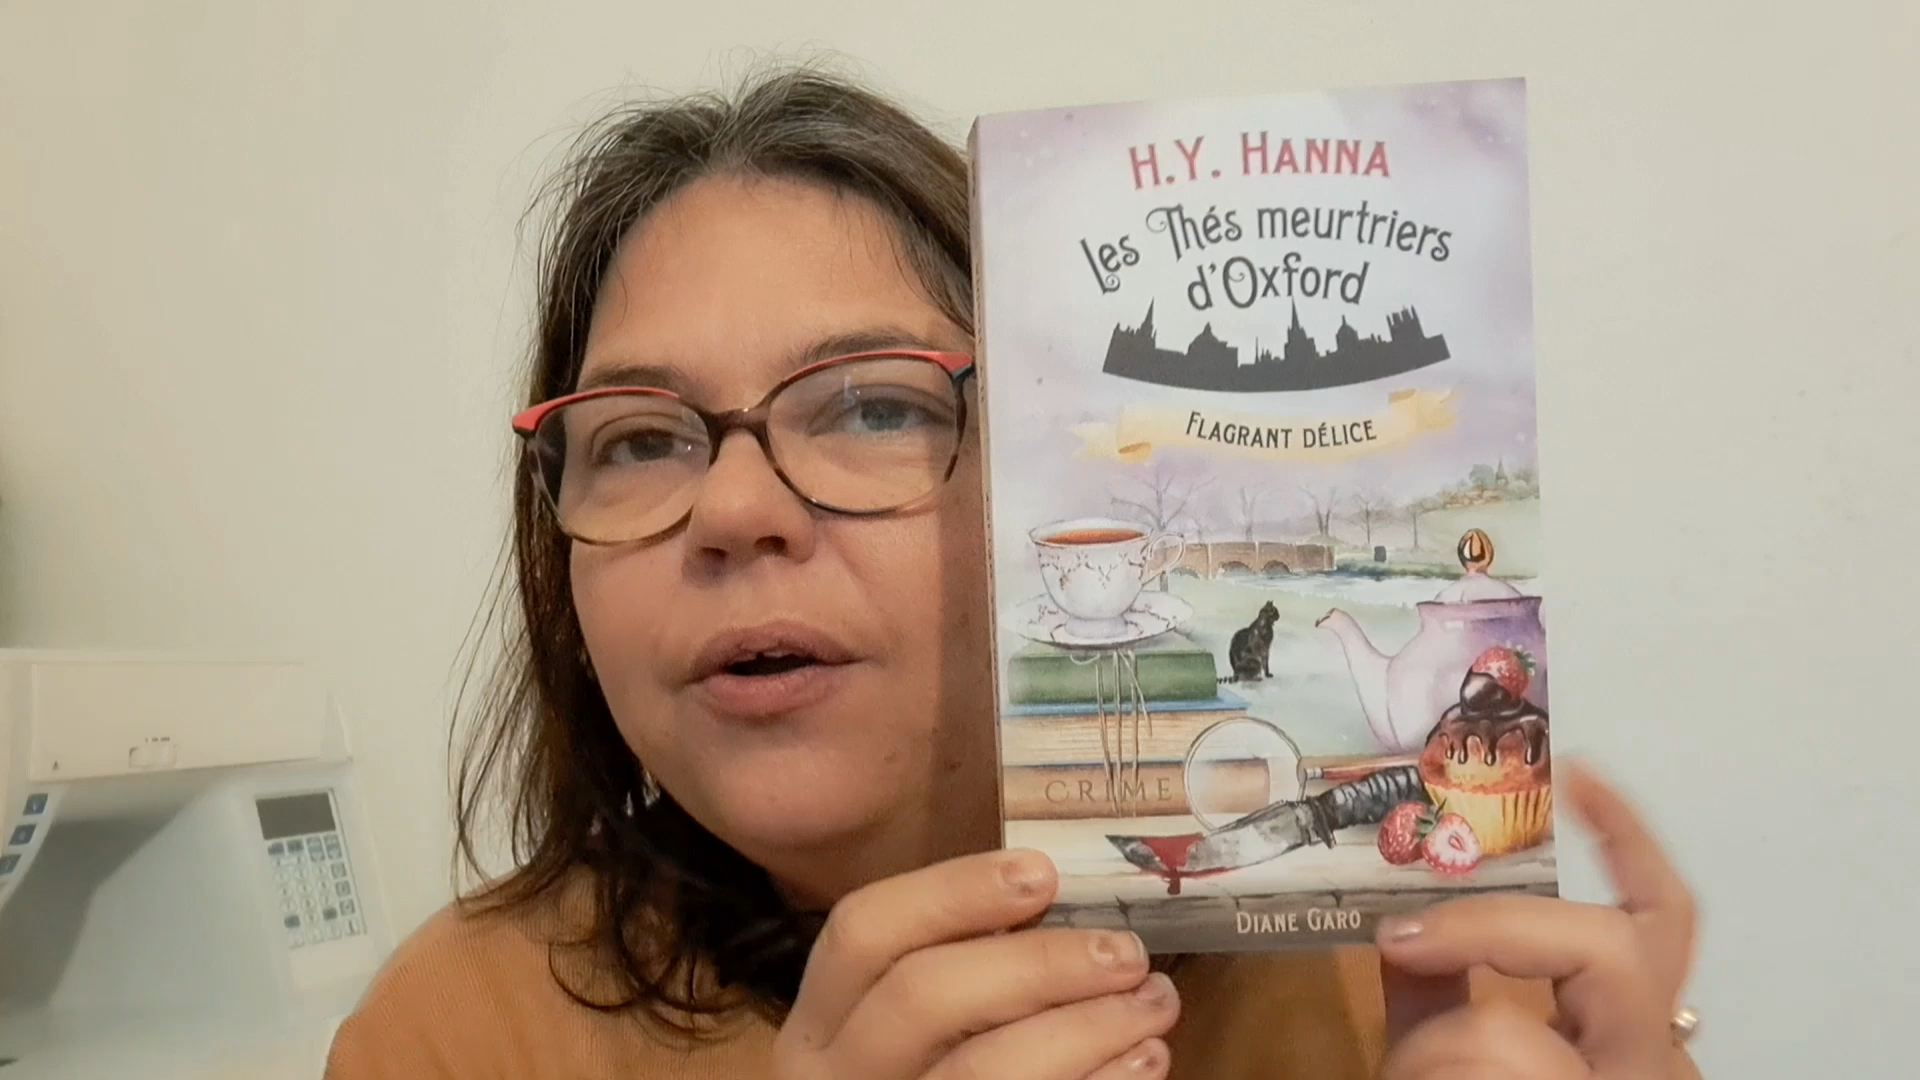 H.Y. HANNA
Les Thés meurtriers
d'Oxford
FLAGRANT DÉLICE
CRIME
DIANE GARO